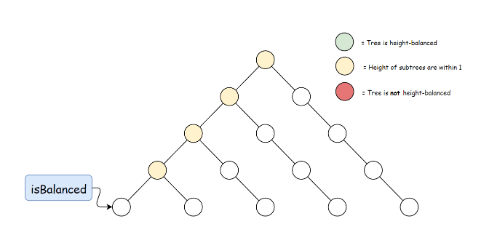 = Tree is height-balanced
= Height of subtrees are within 1
= Tree is not height-balanced
isBalanced